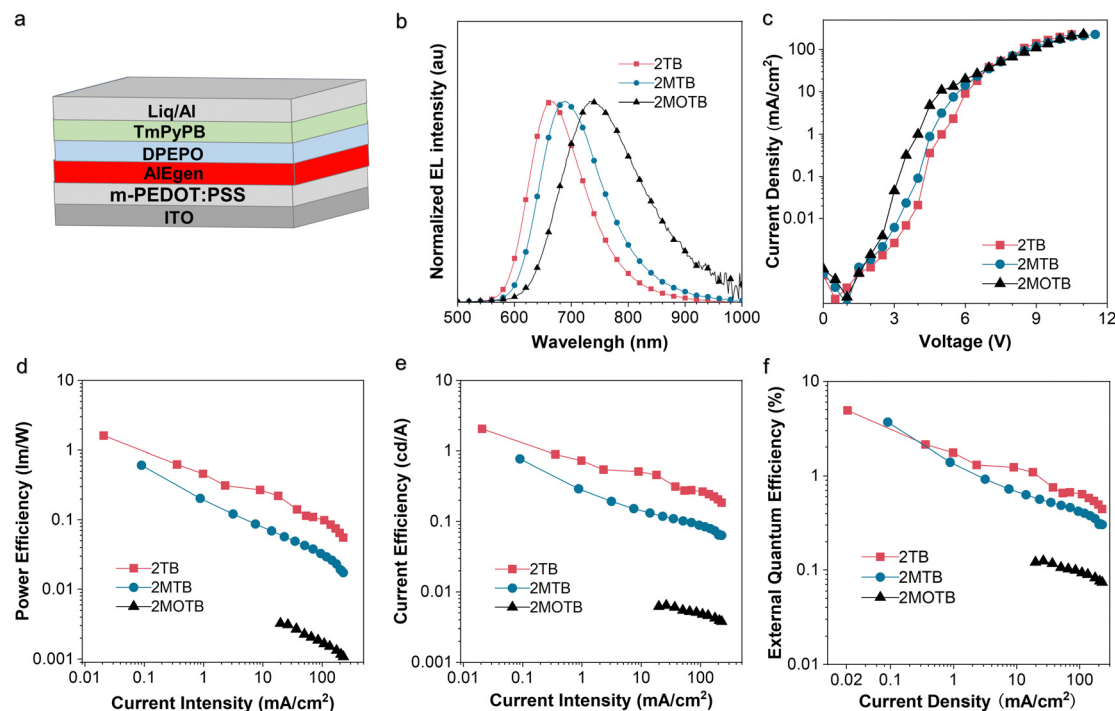 a
Liq/Al
TmPyPB
DPEPO
AIEgen
m-PEDOT:PSS
ITO
b
Normalized EL intensity (au)
2TB
2MTB
2MOTB
500 600 700 800 900 1000
Wavelengh (nm)
c
Current Density (mA/cm²)
100
10
1
0.1
0.01
2TB
2MTB
2MOTB
0 3 6 9 12
Voltage (V)
d
Power Efficiency (lm/W)
10
1
0.1
0.01
0.001
2TB
2MTB
2MOTB
0.01 0.1 1 10 100
Current Intensity (mA/cm²)
e
Current Efficiency (cd/A)
10
1
0.1
0.01
0.001
2TB
2MTB
2MOTB
0.01 0.1 1 10 100
Current Intensity (mA/cm²)
f
External Quantum Efficiency (%)
10
1
0.1
0.01
2TB
2MTB
2MOTB
0.01 0.02 0.1 1 10 100
Current Density (mA/cm²)